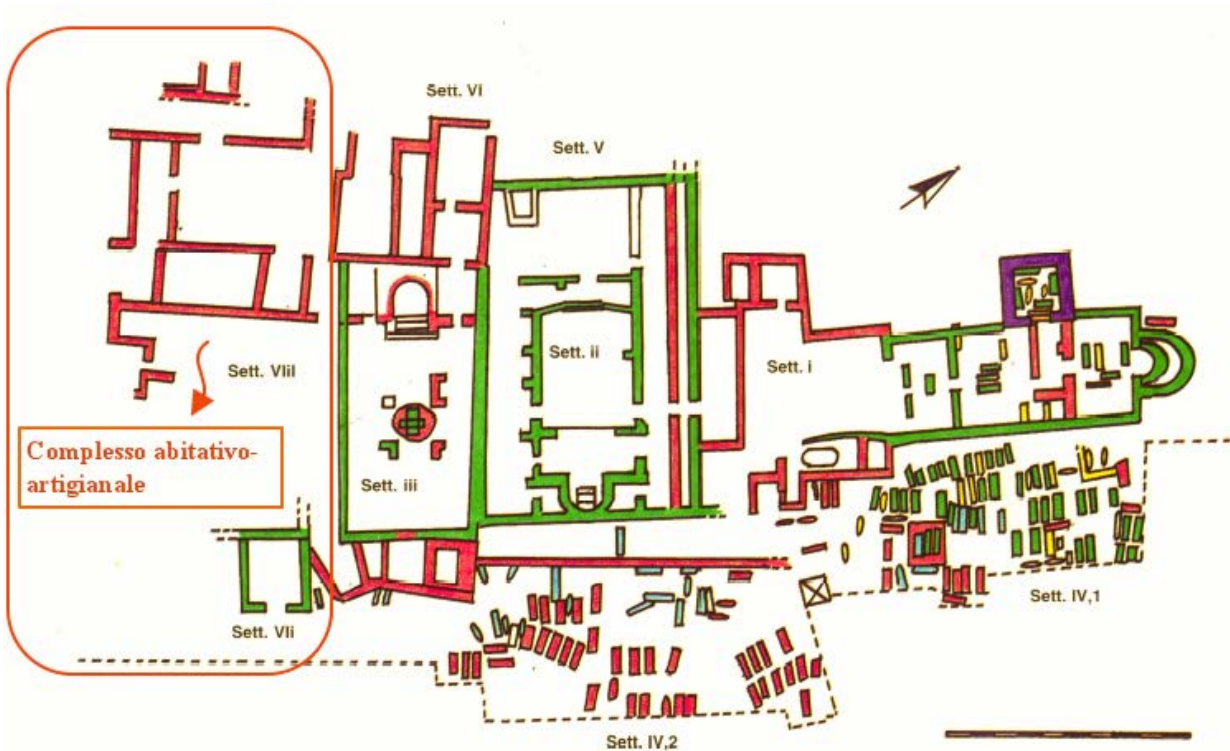 Sett. VI
Sett. V
Sett. ii
Sett. i
Sett. VIiI
Complesso abitativo-
artigianale
Sett. iii
Sett. VIi
Sett. IV,1
Sett. IV,2